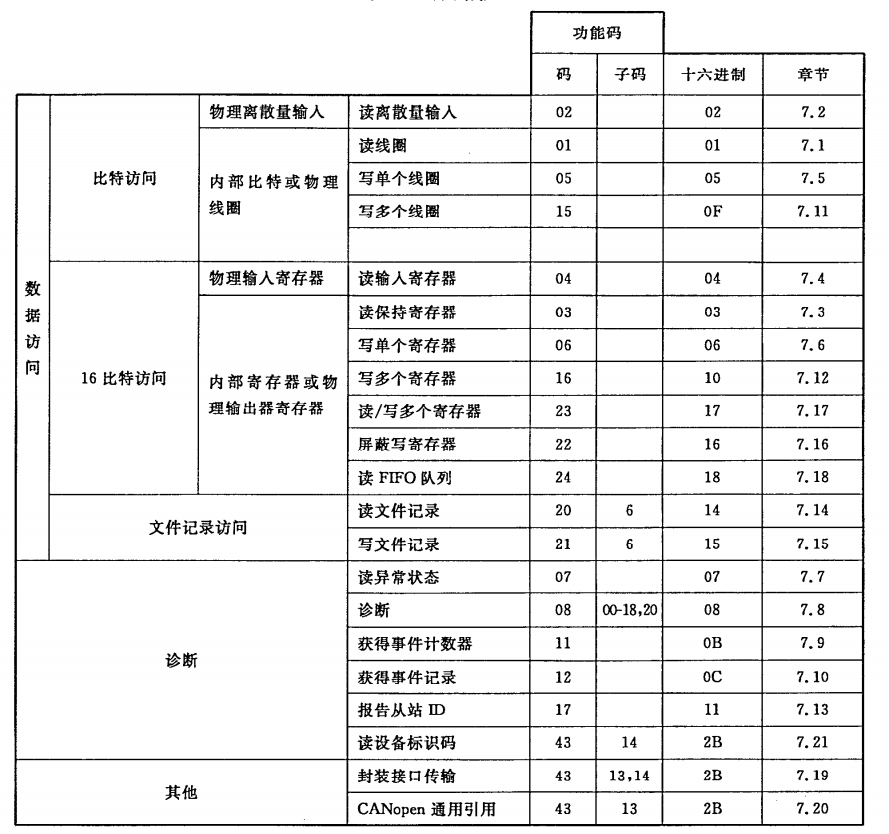 功能码
码 子码 十六进制 章节
数据访问 比特访问 物理离散量输入 读离散量输入 02 02 7.2
内部比特或物理线圈 读线圈 01 01 7.1
写单个线圈 05 05 7.5
写多个线圈 15 0F 7.11
16 比特访问 物理输入寄存器 读输入寄存器 04 04 7.4
内部寄存器或物理输出器寄存器 读保持寄存器 03 03 7.3
写单个寄存器 06 06 7.6
写多个寄存器 16 10 7.12
读/写多个寄存器 23 17 7.17
屏蔽写寄存器 22 16 7.16
读 FIFO 队列 24 18 7.18
文件记录访问 读文件记录 20 6 14 7.14
写文件记录 21 6 15 7.15
诊断 读异常状态 07 07 7.7
诊断 08 00-18,20 08 7.8
获得事件计数器 11 0B 7.9
获得事件记录 12 0C 7.10
报告从站 ID 17 11 7.13
读设备标识码 43 14 2B 7.21
其他 封装接口传输 43 13,14 2B 7.19
CANopen 通用引用 43 13 2B 7.20